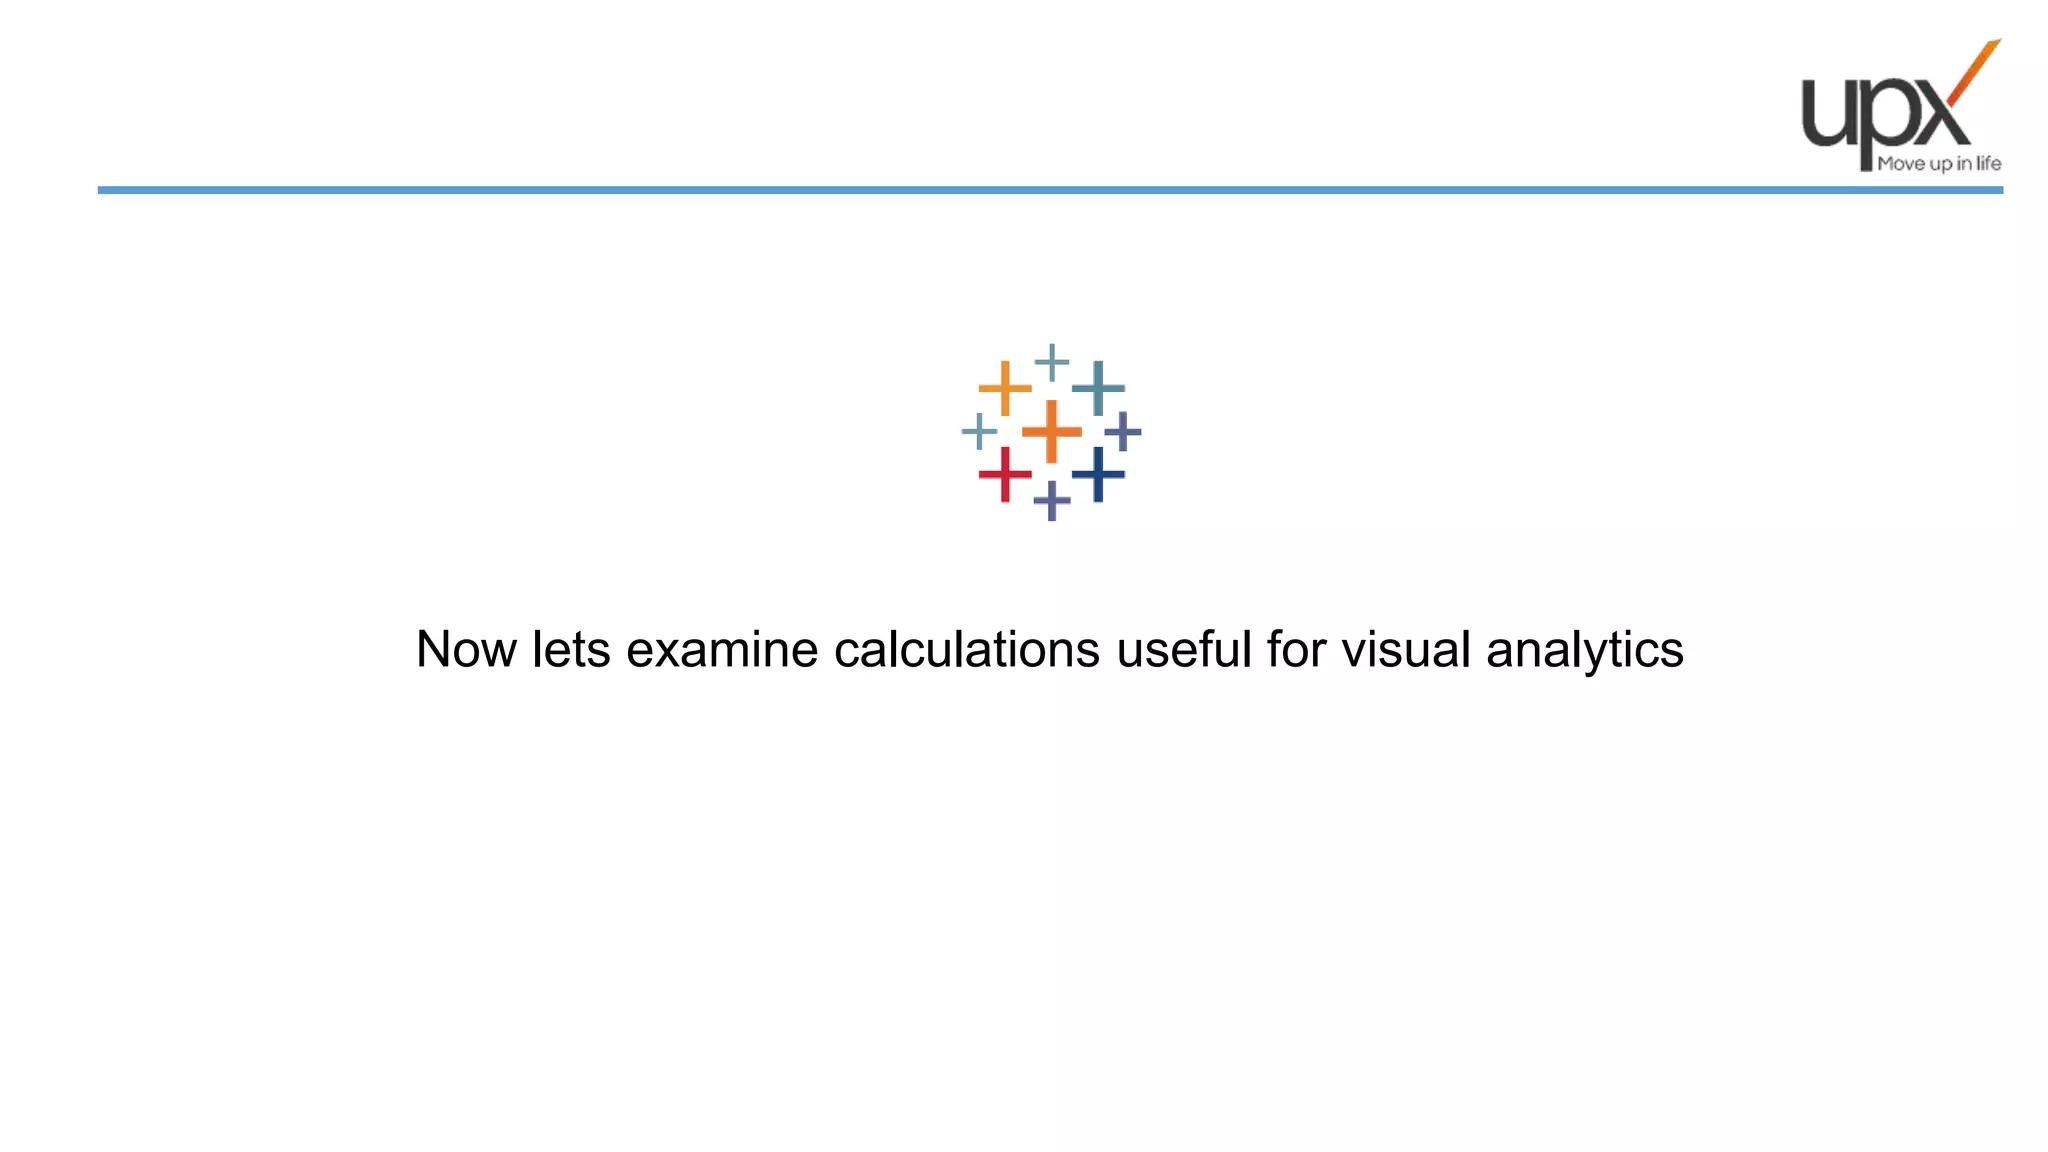 upx
Move up in life
Now lets examine calculations useful for visual analytics